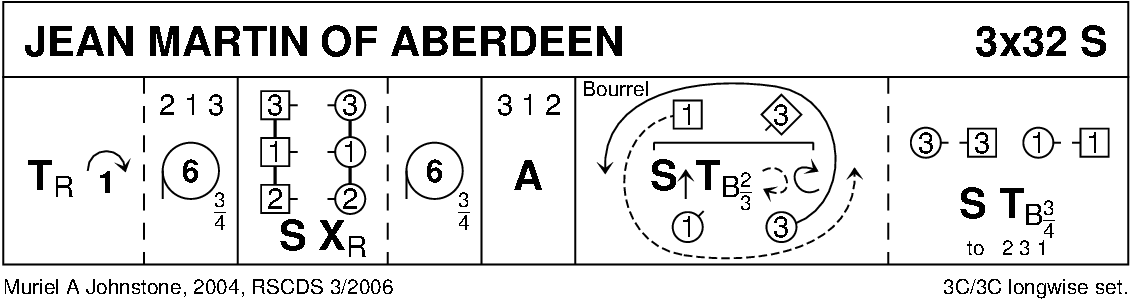 JEAN MARTIN OF ABERDEEN 3x32 S
2 1 3
T R 1
6 3/4
3 3
1 1
2 2
S X R
6 3/4
3 1 2
A
Bourrel
1 3
S T B 2/3
1 3
3 3 1 1
S T B 3/4
to 2 3 1
Muriel A Johnstone, 2004, RSCDS 3/2006 3C/3C longwise set.